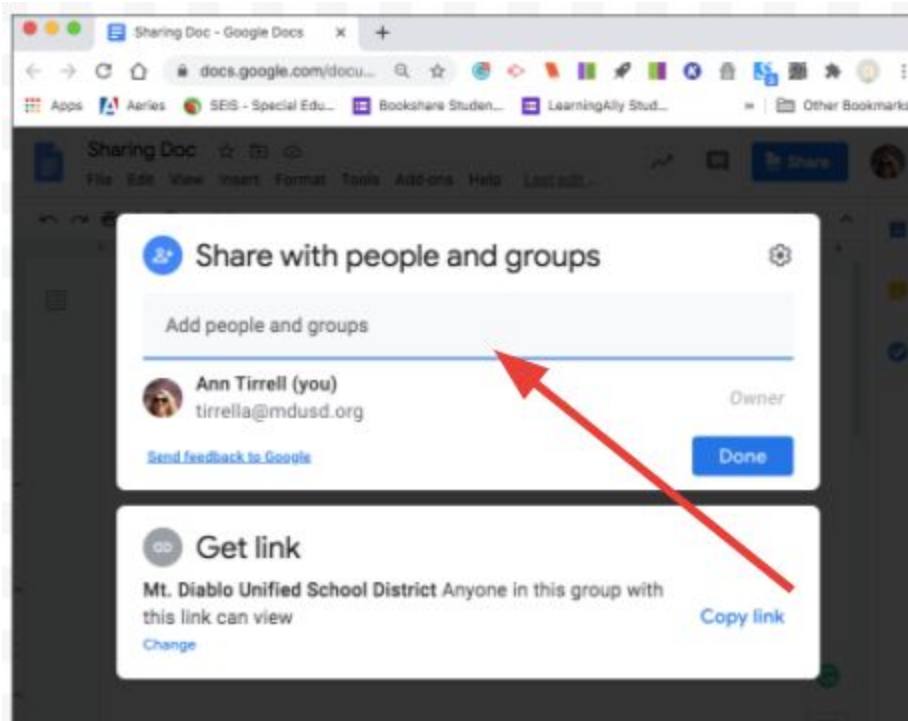 Sharing Doc - Google Docs
docs.google.com/docu...
Apps Aeries SEIS - Special Edu... Bookshare Studen... LearningAlly Stud... » Other Bookmarks
Sharing Doc
Share
File Edit View Insert Format Tools Add-ons Help Last edit...
Share with people and groups
Add people and groups
Ann Tirrell (you)
tirrella@mdusd.org
Owner
Send feedback to Google
Done
Get link
Mt. Diablo Unified School District Anyone in this group with
this link can view
Copy link
Change